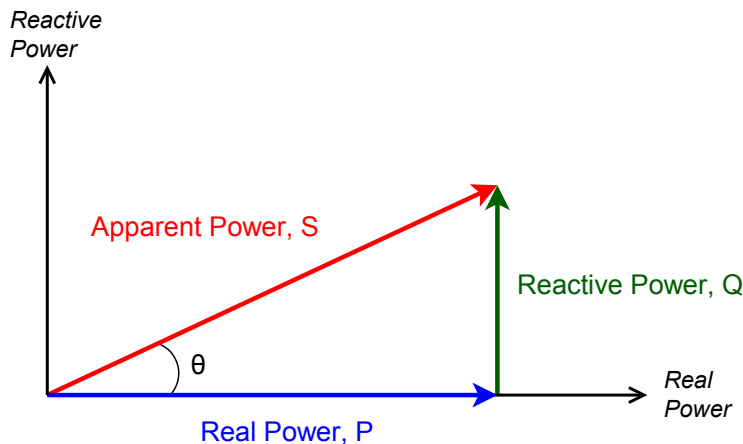 Reactive
Power
Apparent Power, S
Reactive Power, Q
θ
Real
Power
Real Power, P